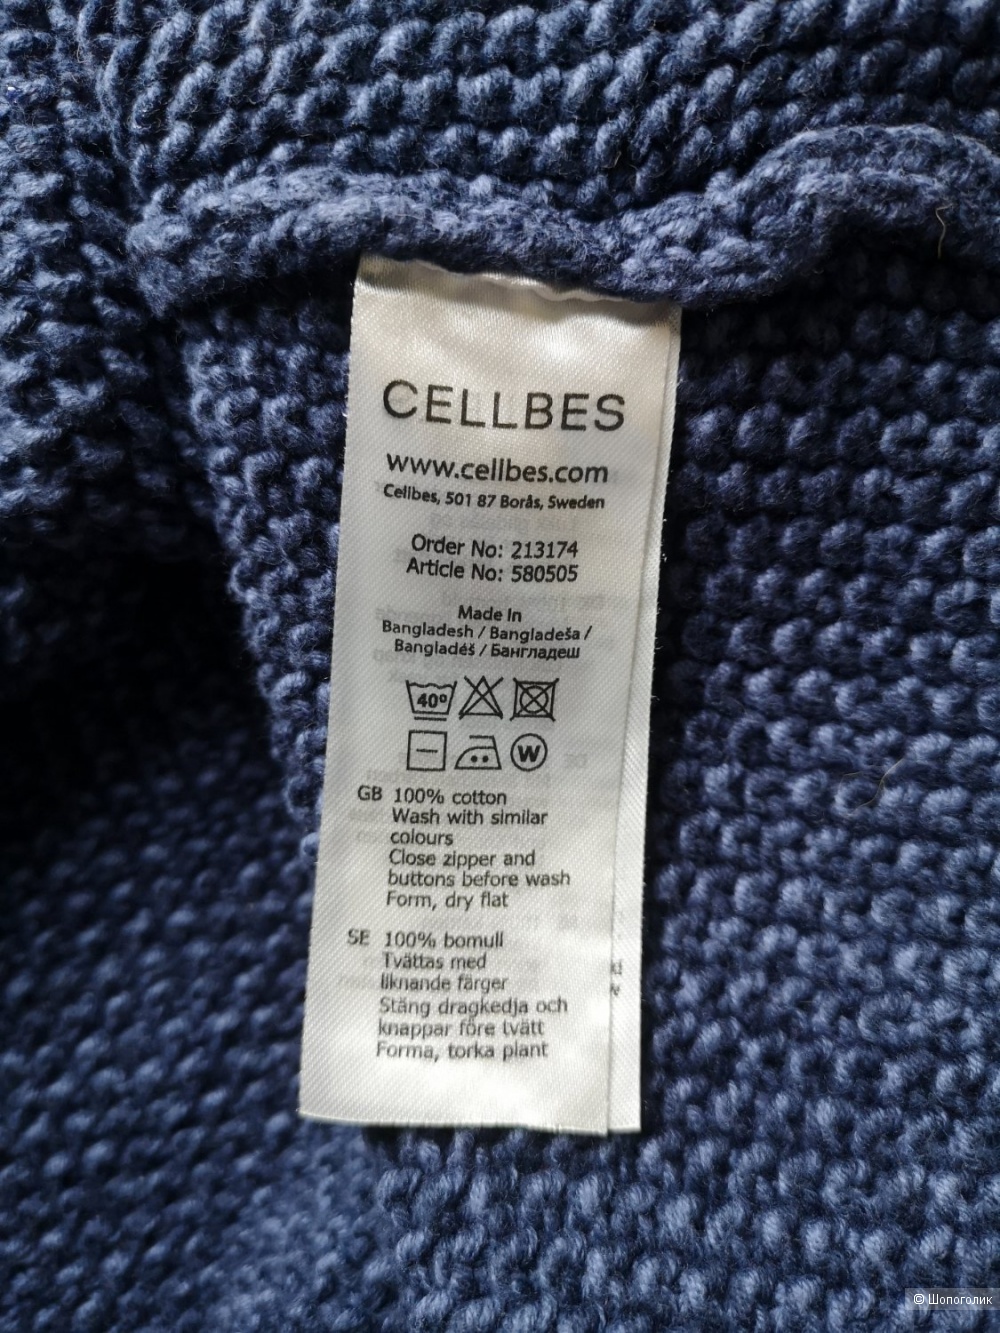 CELLBES
www.cellbes.com
Cellbes, 501 87 Borås, Sweden
Order No: 213174
Article No: 580505
Made In
Bangladesh / Bangladeša /
Bangladéš / Бангладеш
40º
W
GB 100% cotton
Wash with similar
colours
Close zipper and
buttons before wash
Form, dry flat
SE 100% bomull
Tvättas med
liknande färger
Stäng dragkedja och
knappar före tvätt
Forma, torka plant
© Шопоголик